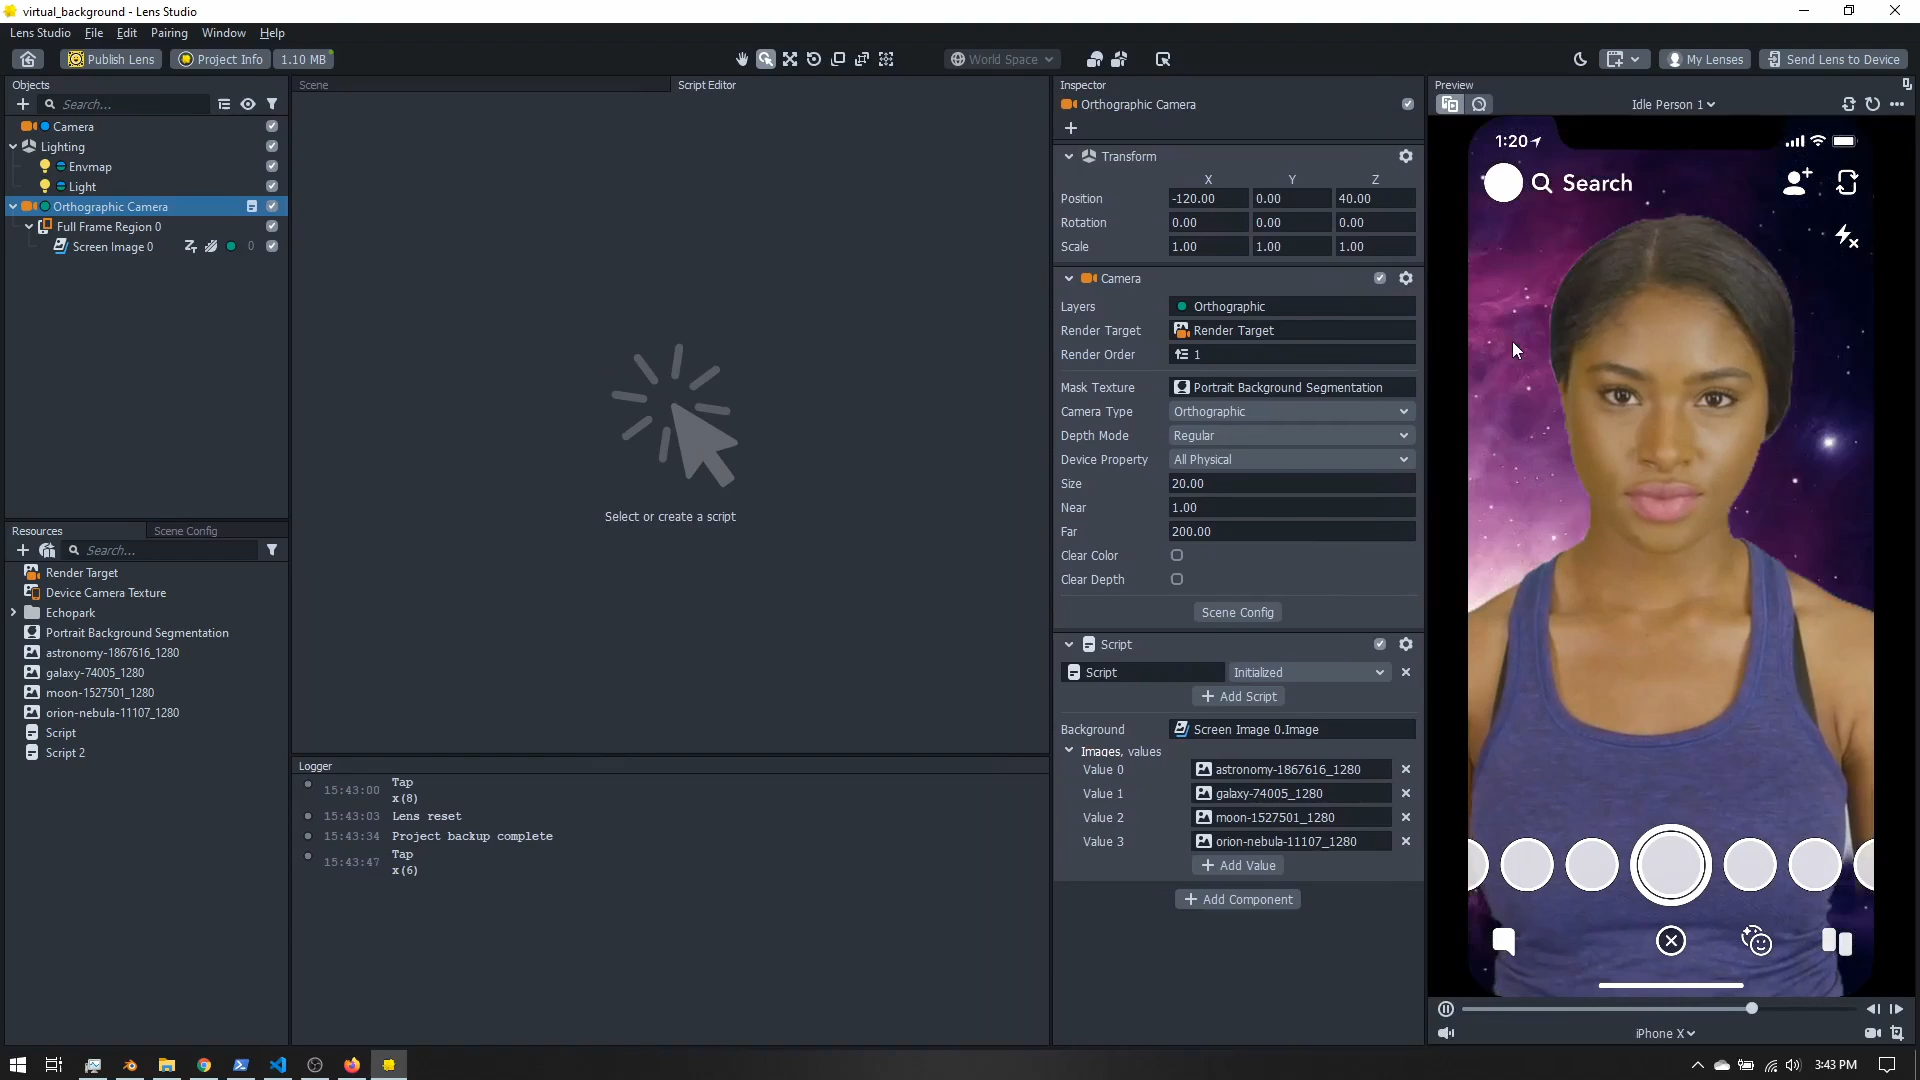 virtual_background - Lens Studio
Lens Studio File Edit Pairing Window Help
Publish Lens Project Info 1.10 MB World Space My Lenses Send Lens to Device
Objects
Search...
Camera
Lighting
Envmap
Light
Orthographic Camera
Full Frame Region 0
Screen Image 0 0
Resources Scene Config
Search...
Render Target
Device Camera Texture
Echopark
Portrait Background Segmentation
astronomy-1867616_1280
galaxy-74005_1280
moon-1527501_1280
orion-nebula-11107_1280
Script
Script 2
Scene Script Editor
Select or create a script
Logger
15:43:00 Tap
x(8)
15:43:03 Lens reset
15:43:34 Project backup complete
15:43:47 Tap
x(6)
Inspector
Orthographic Camera
Transform
X Y Z
Position -120.00 0.00 40.00
Rotation 0.00 0.00 0.00
Scale 1.00 1.00 1.00
Camera
Layers Orthographic
Render Target Render Target
Render Order 1
Mask Texture Portrait Background Segmentation
Camera Type Orthographic
Depth Mode Regular
Device Property All Physical
Size 20.00
Near 1.00
Far 200.00
Clear Color
Clear Depth
Scene Config
Script
Script Initialized
Add Script
Background Screen Image 0.Image
Images, values
Value 0 astronomy-1867616_1280
Value 1 galaxy-74005_1280
Value 2 moon-1527501_1280
Value 3 orion-nebula-11107_1280
Add Value
Add Component
Preview
Idle Person 1
1:20
Search
iPhone X
3:43 PM